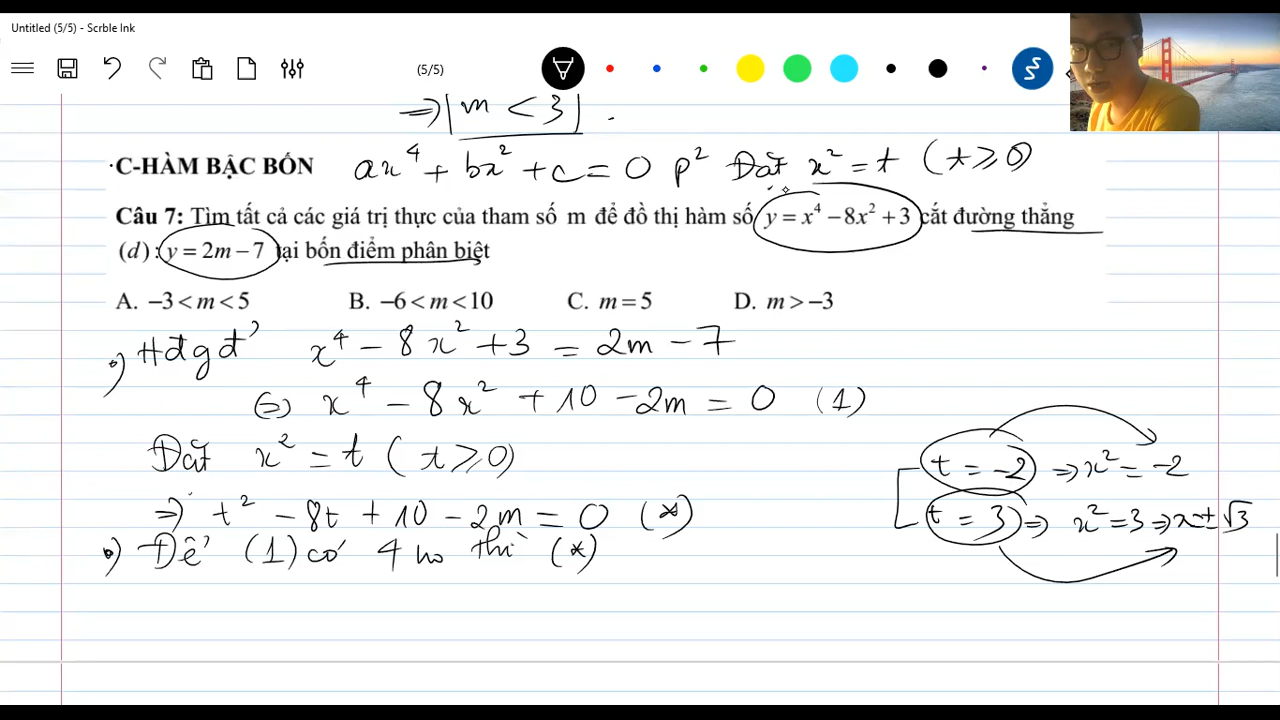 Untitled (5/5) - Scrble Ink
(5/5)
⇒ m < 3
C-HÀM BẬC BỐN ax⁴ + bx² + c = 0 p² Đặt x² = t (t ≥ 0)
Câu 7: Tìm tất cả các giá trị thực của tham số m để đồ thị hàm số y = x⁴ − 8x² + 3 cắt đường thẳng
(d): y = 2m − 7 tại bốn điểm phân biệt
A. −3 < m < 5 B. −6 < m < 10 C. m = 5 D. m > −3
Hđgđ x⁴ − 8x² + 3 = 2m − 7
⇔ x⁴ − 8x² + 10 − 2m = 0 (1)
Đặt x² = t (t ≥ 0)
t = −2 ⇒ x² = −2
⇒ t² − 8t + 10 − 2m = 0 (*)
t = 3 ⇒ x² = 3 ⇒ x = ± √3
Để (1) có 4 no thì (*)